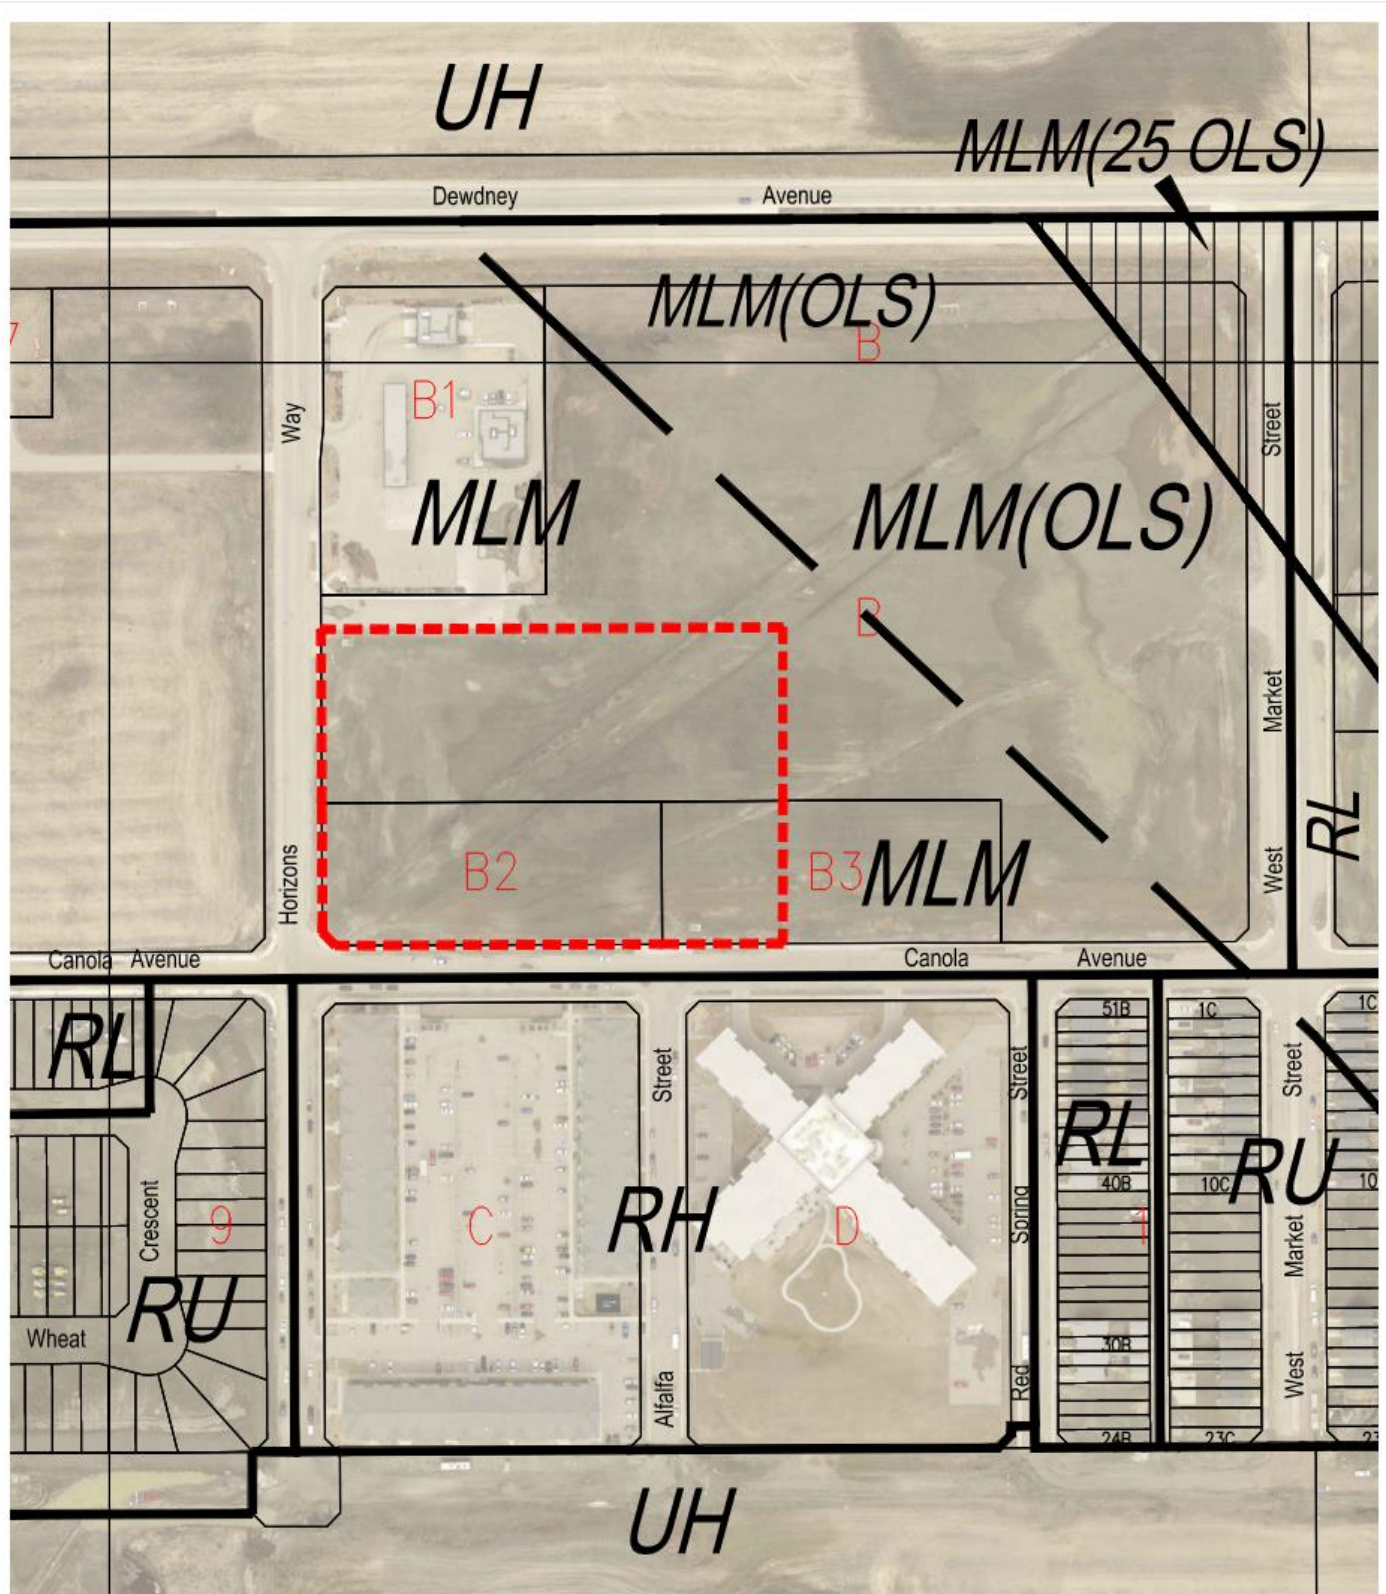 UH
MLM(25 OLS)
Dewdney Avenue
MLM(OLS)
B
7
B1
Way
Street
MLM
MLM(OLS)
B
Market
RL
B2
B3
MLM
Horizons
West
Canola Avenue
Canola Avenue
RL
51B
1C
1C
Street
Street
Street
RL
RU
40B
10C
10
Crescent
9
C
RH
D
Spring
1
Market
RU
Wheat
30B
West
Alfalfa
Red
24B
23C
23
UH